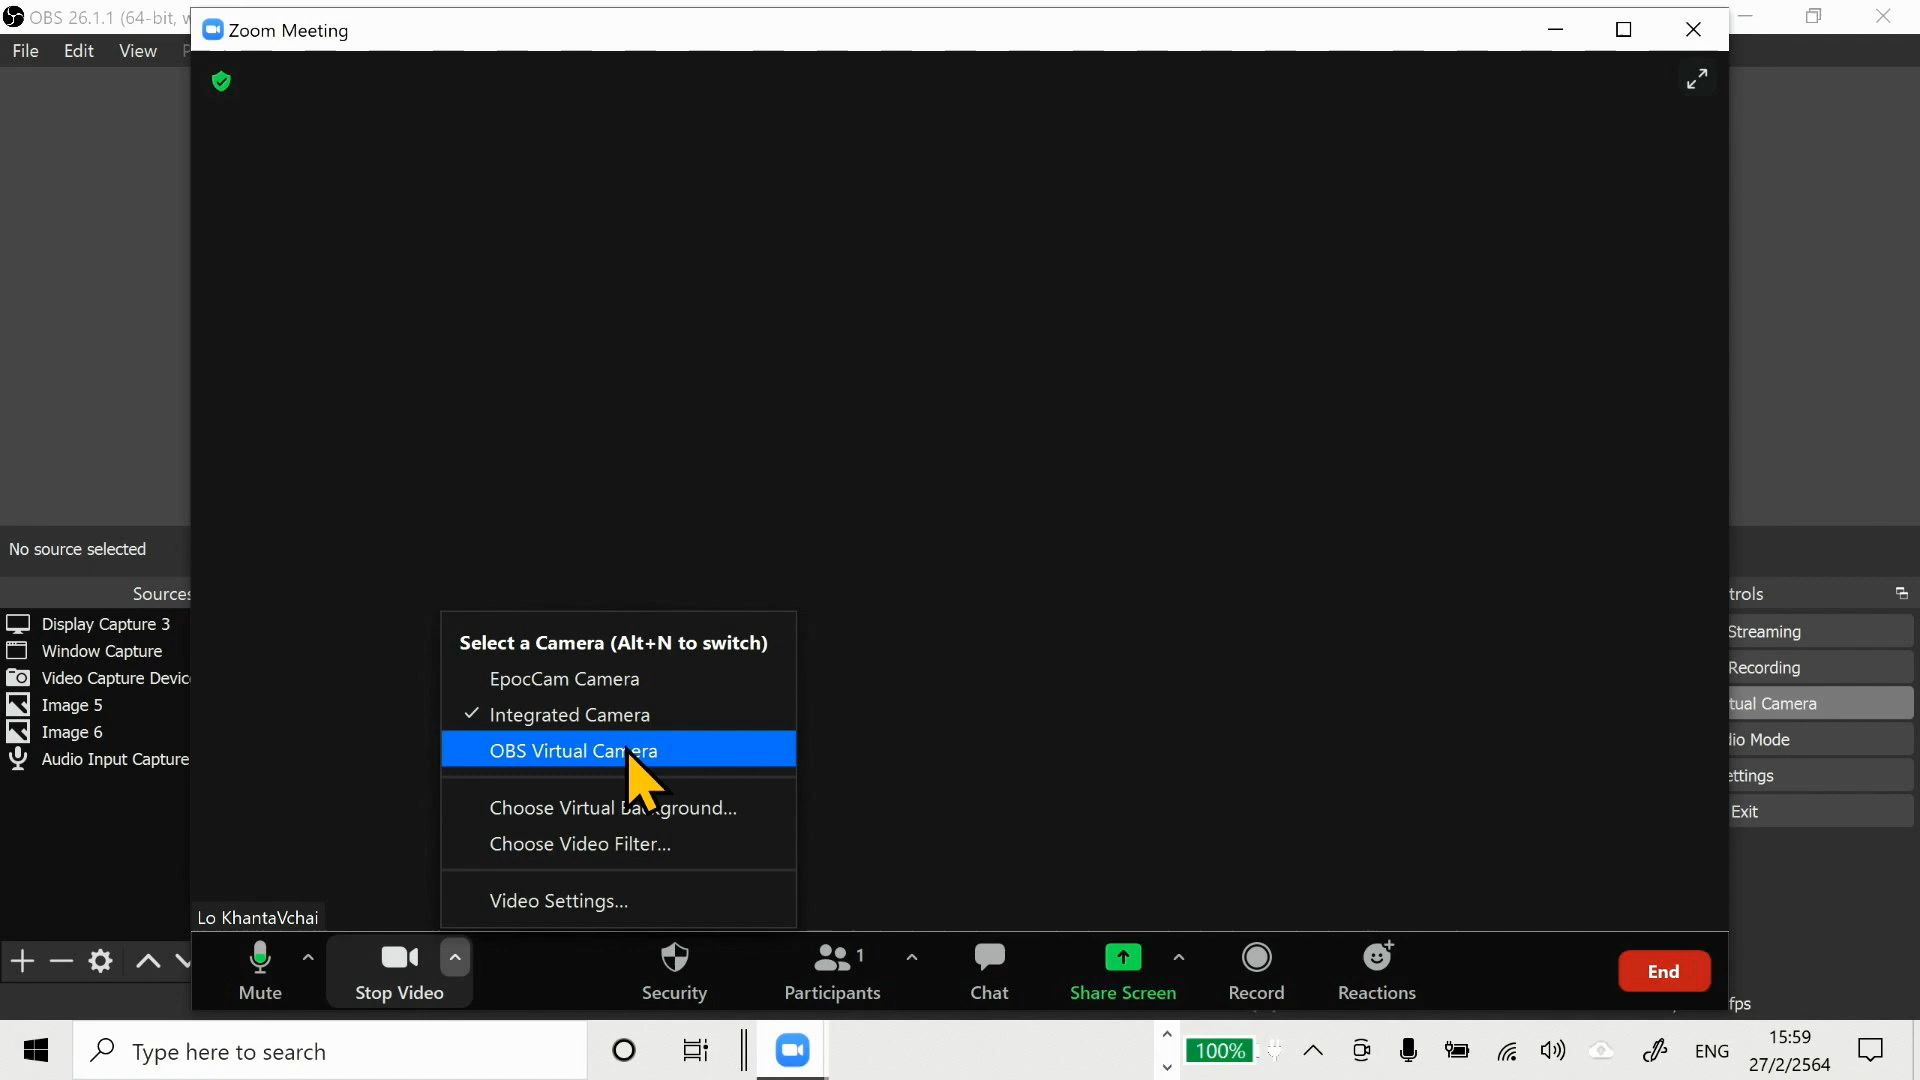 OBS 26.1.1 (64-bit, w
Zoom Meeting
File Edit View P
No source selected
Sources
Display Capture 3
Window Capture
Video Capture Devic
Image 5
Image 6
Audio Input Capture
Select a Camera (Alt+N to switch)
EpocCam Camera
Integrated Camera
OBS Virtual Camera
Choose Virtual Background...
Choose Video Filter...
Video Settings...
Lo KhantaVchai
trols
Streaming
Recording
tual Camera
io Mode
ettings
Exit
Mute
Stop Video
Security
1
Participants
Chat
Share Screen
Record
Reactions
End
fps
Type here to search
100%
ENG
15:59
27/2/2564